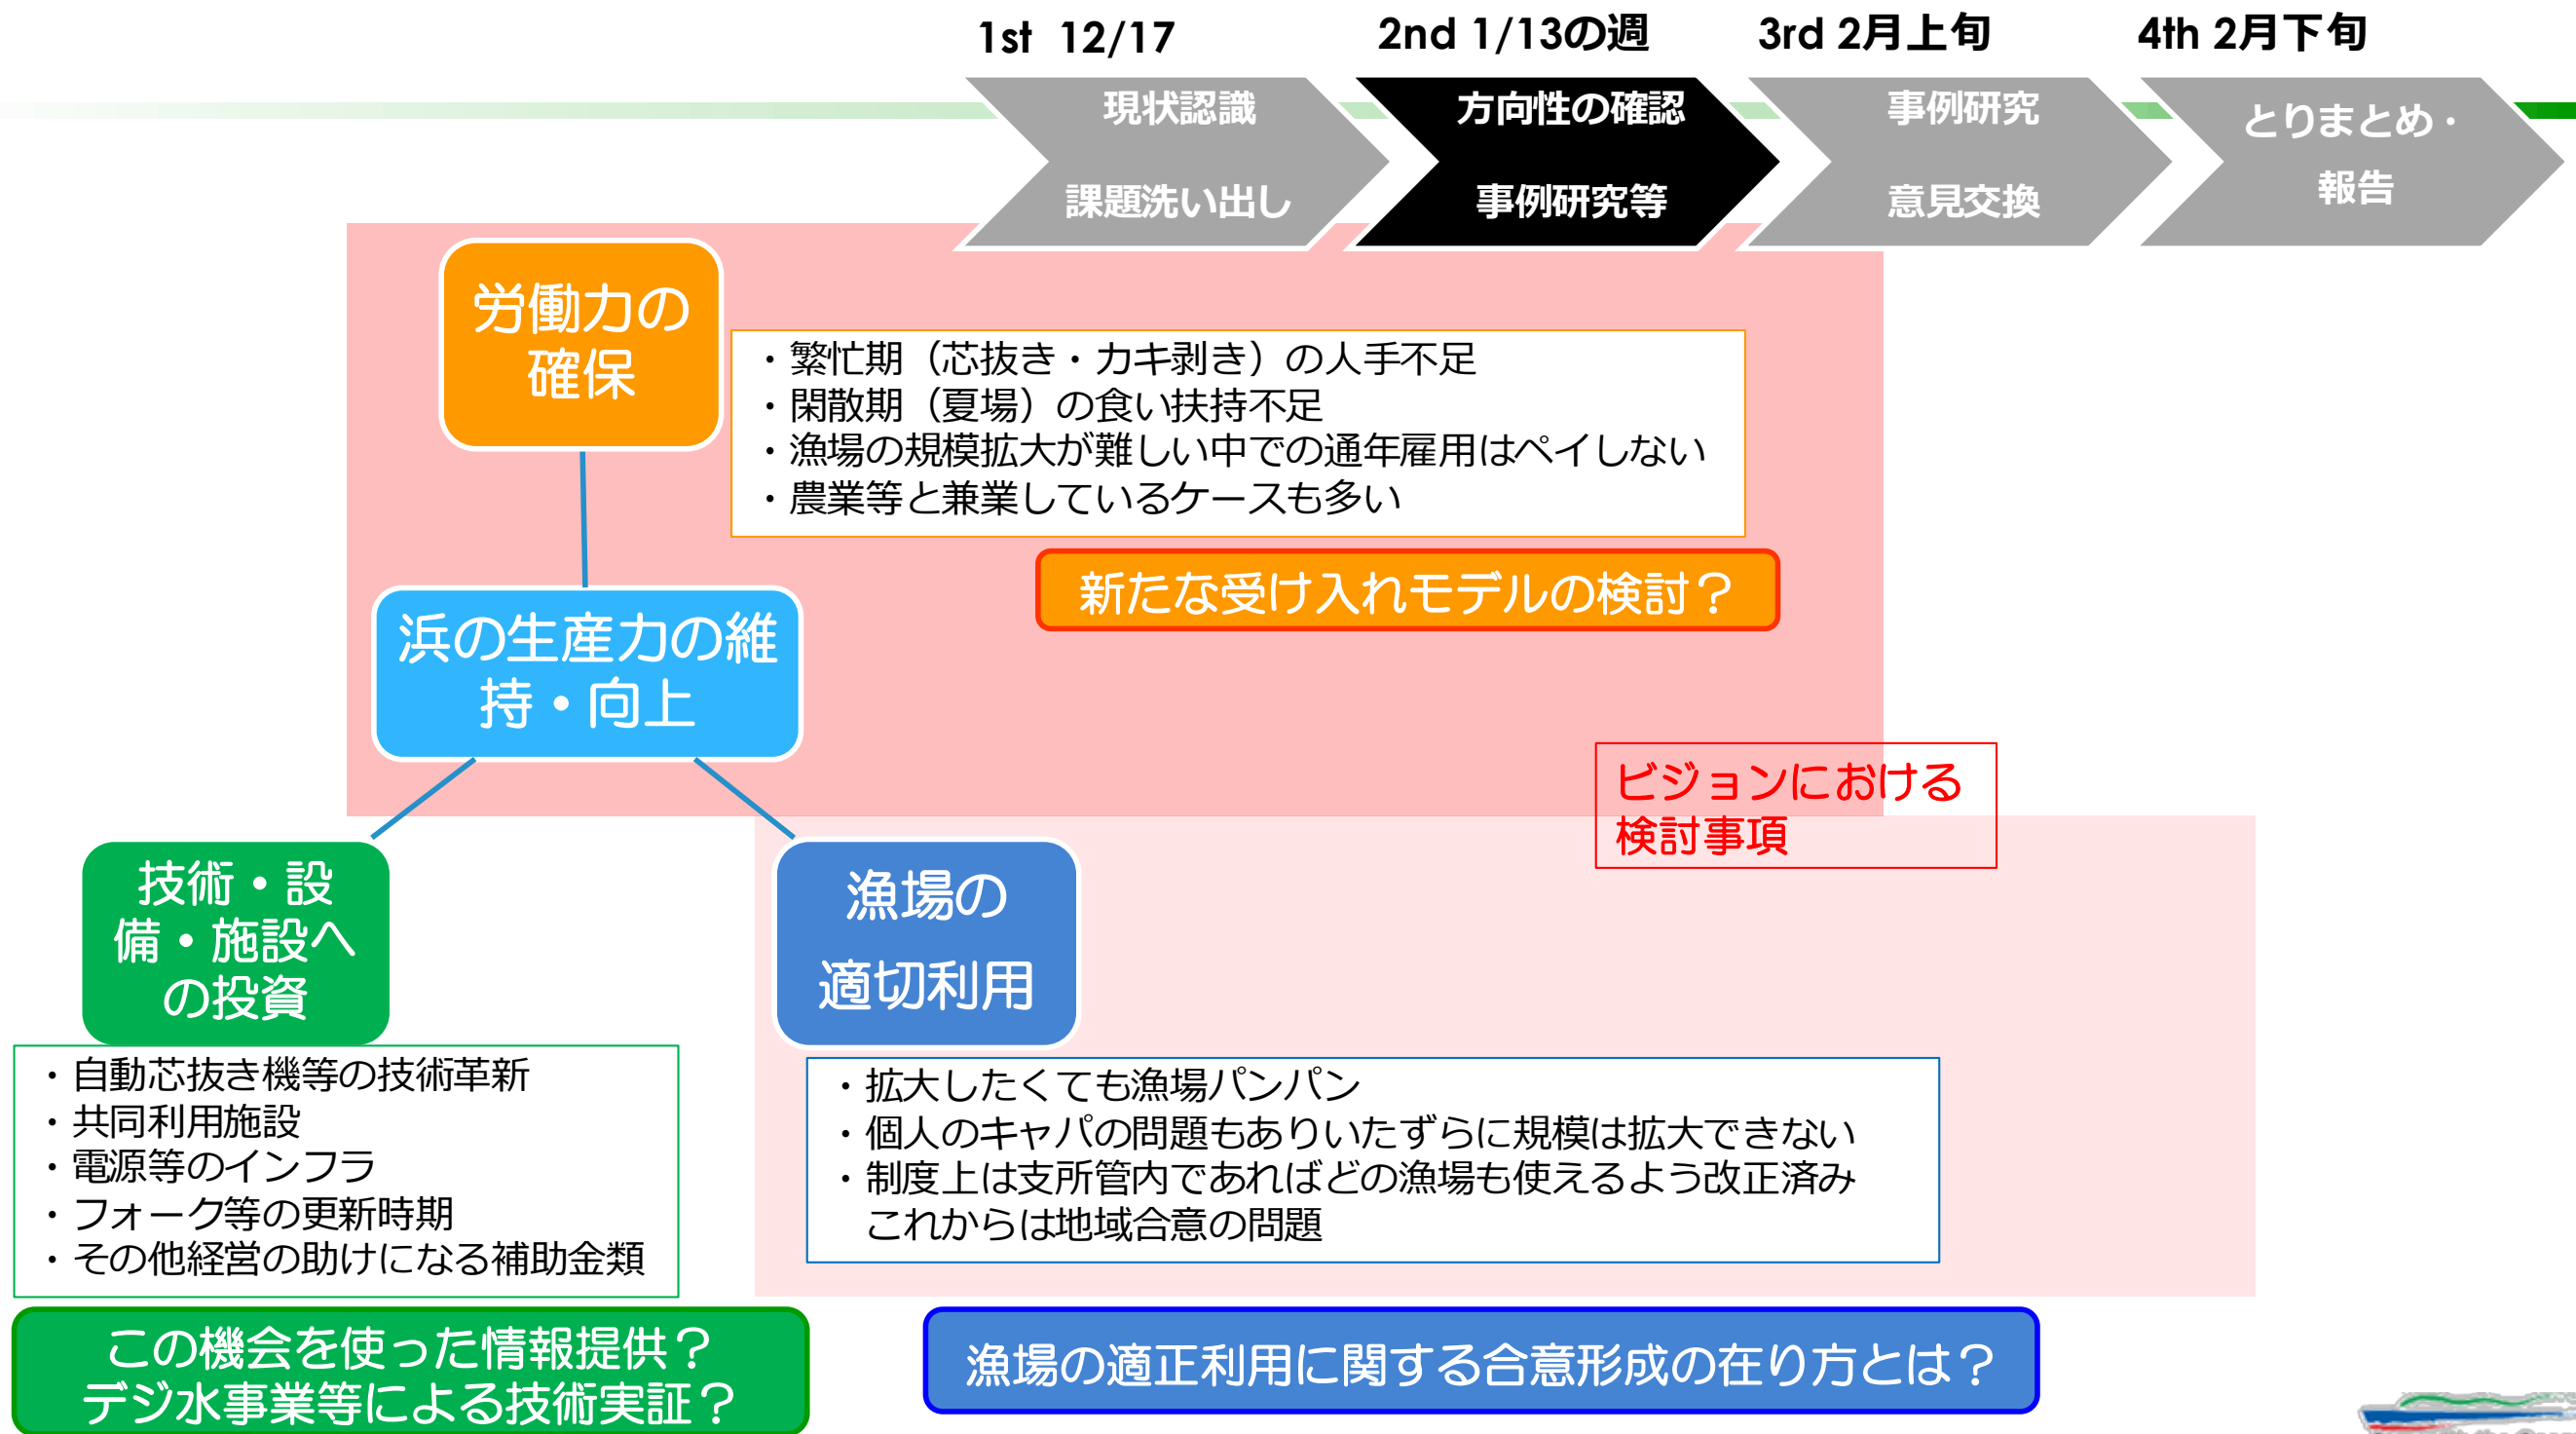 1st 12/17
2nd 1/13の週
3rd 2月上旬
4th 2月下旬
現状認識
課題洗い出し
方向性の確認
事例研究等
事例研究
意見交換
とりまとめ・
報告
労働力の
確保
・繁忙期（芯抜き・カキ剥き）の人手不足
・閑散期（夏場）の食い扶持不足
・漁場の規模拡大が難しい中での通年雇用はペイしない
・農業等と兼業しているケースも多い
新たな受け入れモデルの検討？
浜の生産力の維
持・向上
ビジョンにおける
検討事項
技術・設
備・施設へ
の投資
・自動芯抜き機等の技術革新
・共同利用施設
・電源等のインフラ
・フォーク等の更新時期
・その他経営の助けになる補助金類
この機会を使った情報提供？
デジ水事業等による技術実証？
漁場の
適切利用
・拡大したくても漁場パンパン
・個人のキャパの問題もありいたずらに規模は拡大できない
・制度上は支所管内であればどの漁場も使えるよう改正済み
これからは地域合意の問題
漁場の適正利用に関する合意形成の在り方とは？